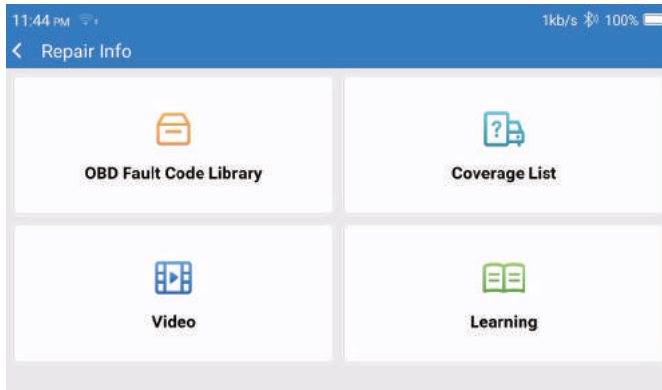 11:44 PM 1kb/s 100%
Repair Info
OBD Fault Code Library
Coverage List
Video
Learning